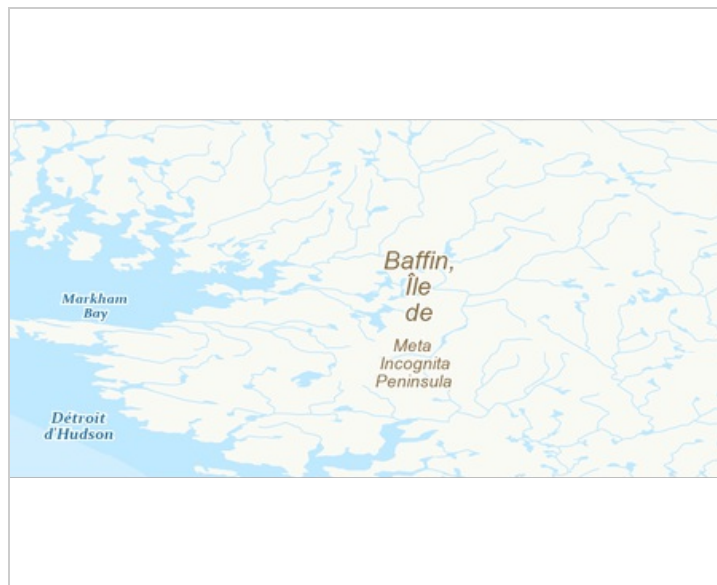 Baffin,
Île
de
Markham
Bay
Meta
Incognita
Peninsula
Détroit
d'Hudson